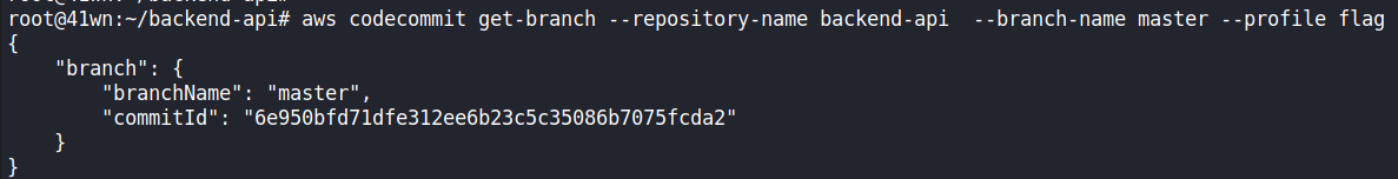 root@41wn:~/backend-api# aws codecommit get-branch --repository-name backend-api  --branch-name master --profile flag
{
    "branch": {
        "branchName": "master",
        "commitId": "6e950bfd71dfe312ee6b23c5c35086b7075fcda2"
    }
}